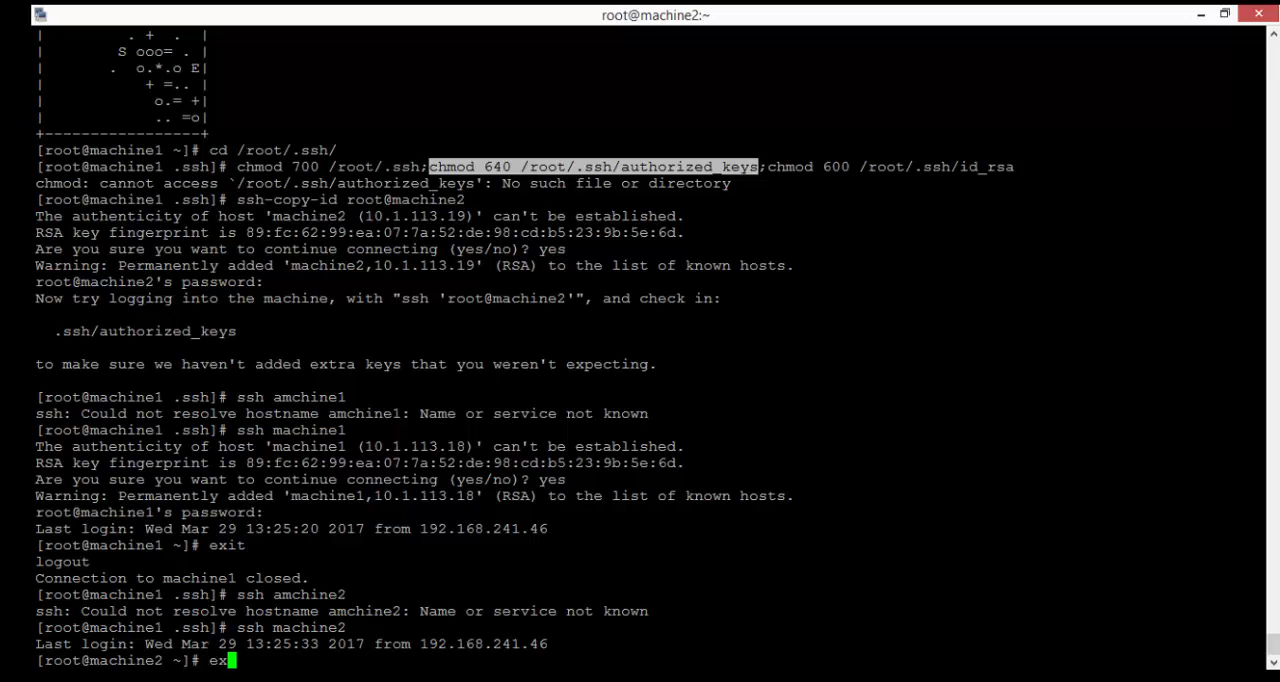 root@machine2:~
|          . +   .  |
|         S ooo= .  |
|        .  o.*.o E|
|            + =..  |
|             o.= +|
|             .. =o|
+-----------------+
[root@machine1 ~]# cd /root/.ssh/
[root@machine1 .ssh]# chmod 700 /root/.ssh;chmod 640 /root/.ssh/authorized_keys;chmod 600 /root/.ssh/id_rsa
chmod: cannot access `/root/.ssh/authorized_keys': No such file or directory
[root@machine1 .ssh]# ssh-copy-id root@machine2
The authenticity of host 'machine2 (10.1.113.19)' can't be established.
RSA key fingerprint is 89:fc:62:99:ea:07:7a:52:de:98:cd:b5:23:9b:5e:6d.
Are you sure you want to continue connecting (yes/no)? yes
Warning: Permanently added 'machine2,10.1.113.19' (RSA) to the list of known hosts.
root@machine2's password:
Now try logging into the machine, with "ssh 'root@machine2'", and check in:
.ssh/authorized_keys
to make sure we haven't added extra keys that you weren't expecting.
[root@machine1 .ssh]# ssh amchine1
ssh: Could not resolve hostname amchine1: Name or service not known
[root@machine1 .ssh]# ssh machine1
The authenticity of host 'machine1 (10.1.113.18)' can't be established.
RSA key fingerprint is 89:fc:62:99:ea:07:7a:52:de:98:cd:b5:23:9b:5e:6d.
Are you sure you want to continue connecting (yes/no)? yes
Warning: Permanently added 'machine1,10.1.113.18' (RSA) to the list of known hosts.
root@machine1's password:
Last login: Wed Mar 29 13:25:20 2017 from 192.168.241.46
[root@machine1 ~]# exit
logout
Connection to machine1 closed.
[root@machine1 .ssh]# ssh amchine2
ssh: Could not resolve hostname amchine2: Name or service not known
[root@machine1 .ssh]# ssh machine2
Last login: Wed Mar 29 13:25:33 2017 from 192.168.241.46
[root@machine2 ~]# ex